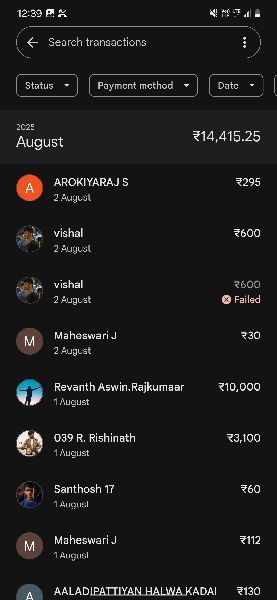 12:39
Search transactions
Status
Payment method
Date
2025
August
₹14,415.25
A
AROKIYARAJ S
₹295
2 August
vishal
₹600
2 August
vishal
₹600
2 August
Failed
M
Maheswari J
₹30
2 August
Revanth Aswin.Rajkumaar
₹10,000
1 August
039 R. Rishinath
₹3,100
1 August
Santhosh 17
₹60
1 August
M
Maheswari J
₹112
1 August
A
AALADIPATTIYAN HALWA KADAI
₹130